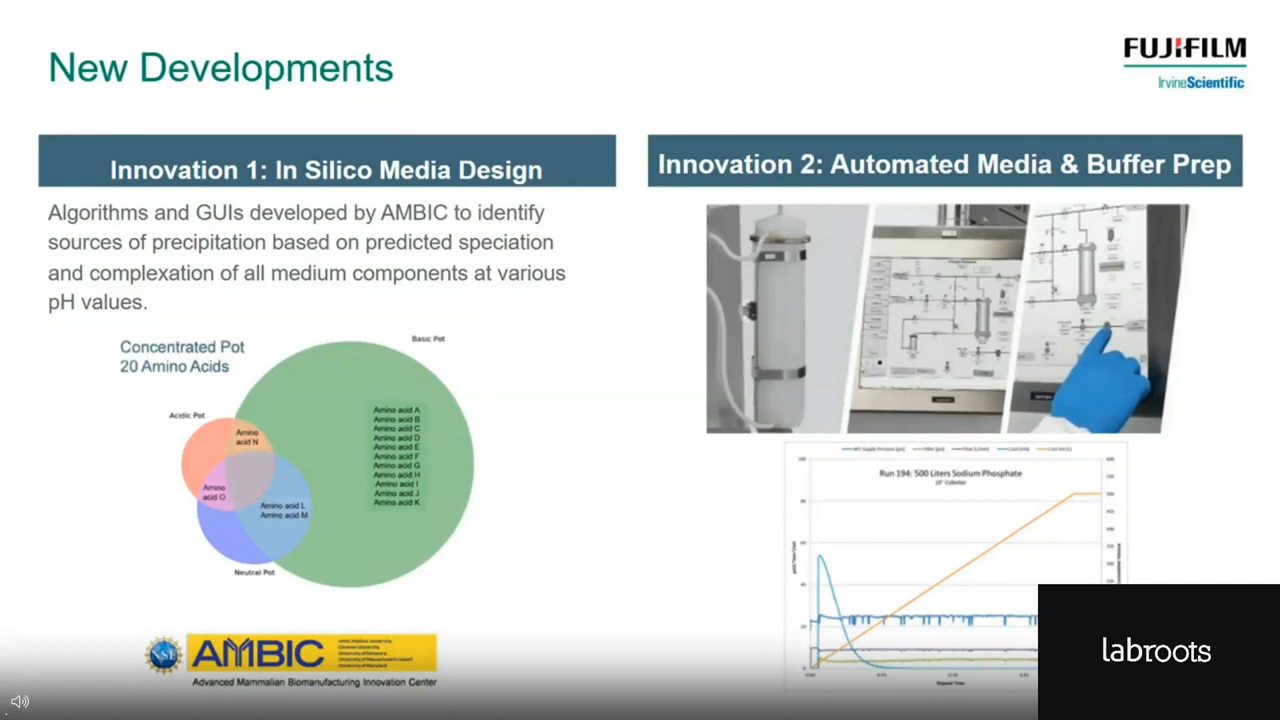 New Developments
FUJIFILM
IrvineScientific
Innovation 1: In Silico Media Design
Algorithms and GUIs developed by AMBIC to identify
sources of precipitation based on predicted speciation
and complexation of all medium components at various
pH values.
Concentrated Pot
20 Amino Acids
Basic Pot
Acidic Pot
Amino
acid N
Amino
acid O
Amino acid L
Amino acid M
Amino acid A
Amino acid B
Amino acid C
Amino acid D
Amino acid E
Amino acid F
Amino acid G
Amino acid H
Amino acid I
Amino acid J
Amino acid K
Neutral Pot
NSF
AMBIC
Advanced Mammalian Biomanufacturing Innovation Center
Innovation 2: Automated Media & Buffer Prep
Run 194: 500 Liters Sodium Phosphate
Elapsed Time
labroots